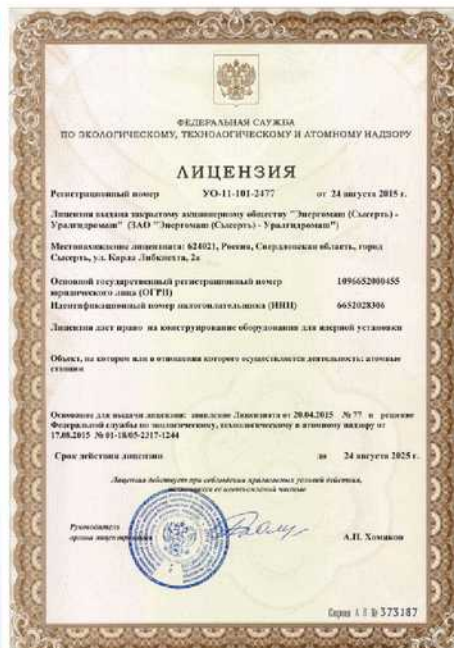 ФЕДЕРАЛЬНАЯ СЛУЖБА
ПО ЭКОЛОГИЧЕСКОМУ, ТЕХНОЛОГИЧЕСКОМУ И АТОМНОМУ НАДЗОРУ
ЛИЦЕНЗИЯ
Регистрационный номер УО-11-101-2477 от 24 августа 2015 г.
Лицензия выдана закрытому акционерному обществу "Энергомаш (Сысерть) -
Уралгидромаш" (ЗАО "Энергомаш (Сысерть) - Уралгидромаш")
Местонахождение лицензиата: 624021, Россия, Свердловская область, город
Сысерть, ул. Карла Либкнехта, 2а
Основной государственный регистрационный номер 1096652000455
юридического лица (ОГРН)
Идентификационный номер налогоплательщика (ИНН) 6652028306
Лицензия дает право на конструирование оборудования для ядерной установки
Объект, на котором или в отношении которого осуществляется деятельность: атомные
станции
Основание для выдачи лицензии: заявление Лицензиата от 20.04.2015 № 77 и решение
Федеральной службы по экологическому, технологическому и атомному надзору от
17.08.2015 № 01-18/05-2317-1244
Срок действия лицензии до 24 августа 2025 г.
Лицензия действует при соблюдении прилагаемых условий действия,
являющихся ее неотъемлемой частью
Руководитель
органа лицензирования А.П. Хомяков
Серия А В № 373187